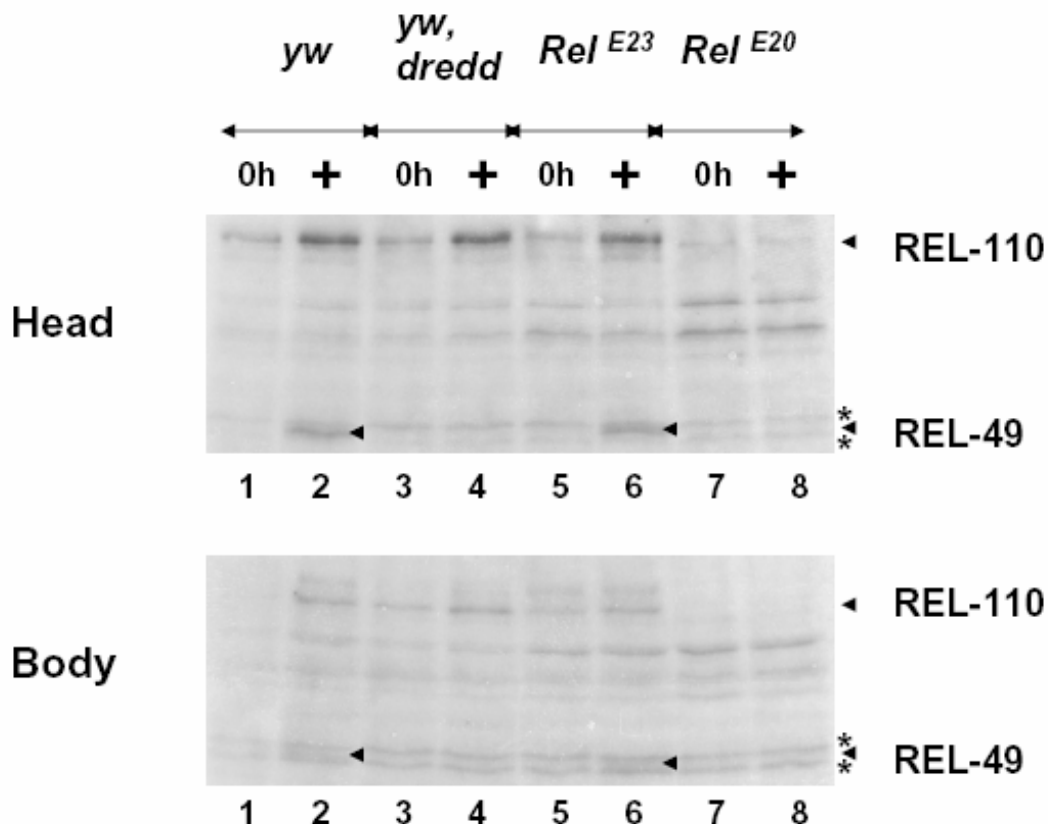 yw yw, dredd Rel E23 Rel E20
0h + 0h + 0h + 0h +
Head
REL-110
*
*
REL-49
1 2 3 4 5 6 7 8
Body
REL-110
*
*
REL-49
1 2 3 4 5 6 7 8